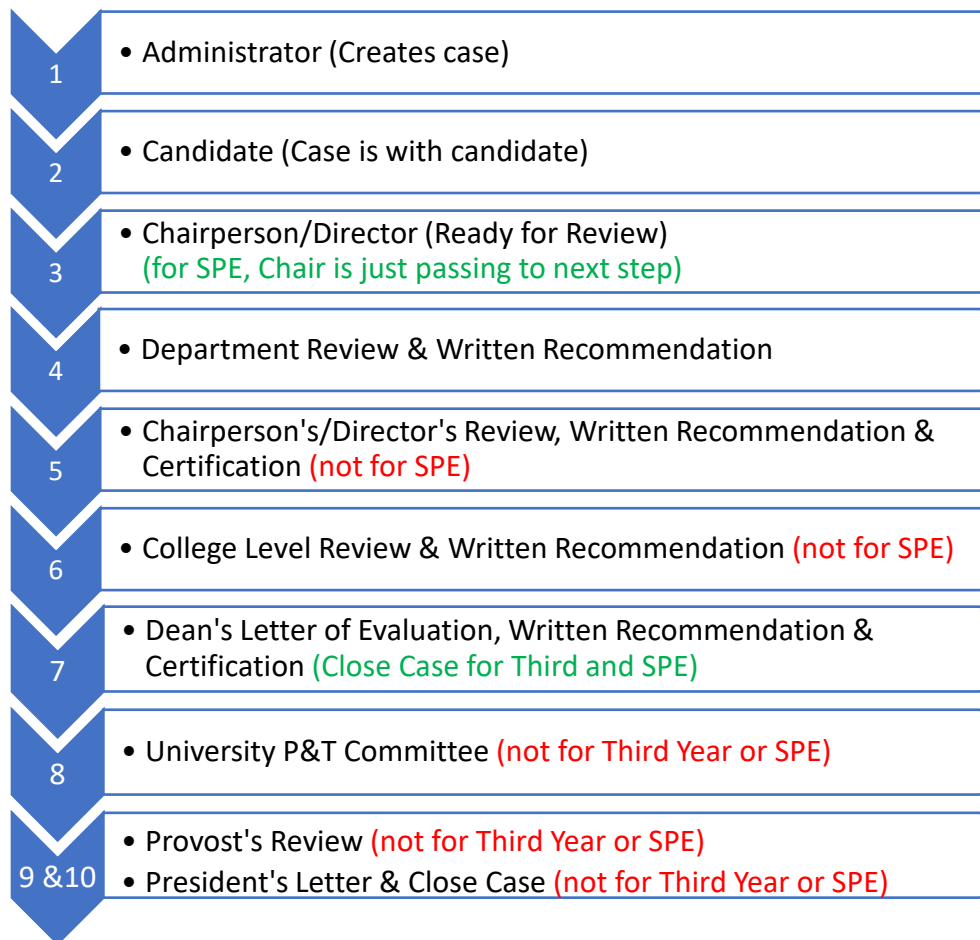 1
• Administrator (Creates case)
2
• Candidate (Case is with candidate)
3
• Chairperson/Director (Ready for Review)
(for SPE, Chair is just passing to next step)
4
• Department Review & Written Recommendation
5
• Chairperson's/Director's Review, Written Recommendation &
Certification (not for SPE)
6
• College Level Review & Written Recommendation (not for SPE)
7
• Dean's Letter of Evaluation, Written Recommendation &
Certification (Close Case for Third and SPE)
8
• University P&T Committee (not for Third Year or SPE)
9 &10
• Provost's Review (not for Third Year or SPE)
• President's Letter & Close Case (not for Third Year or SPE)